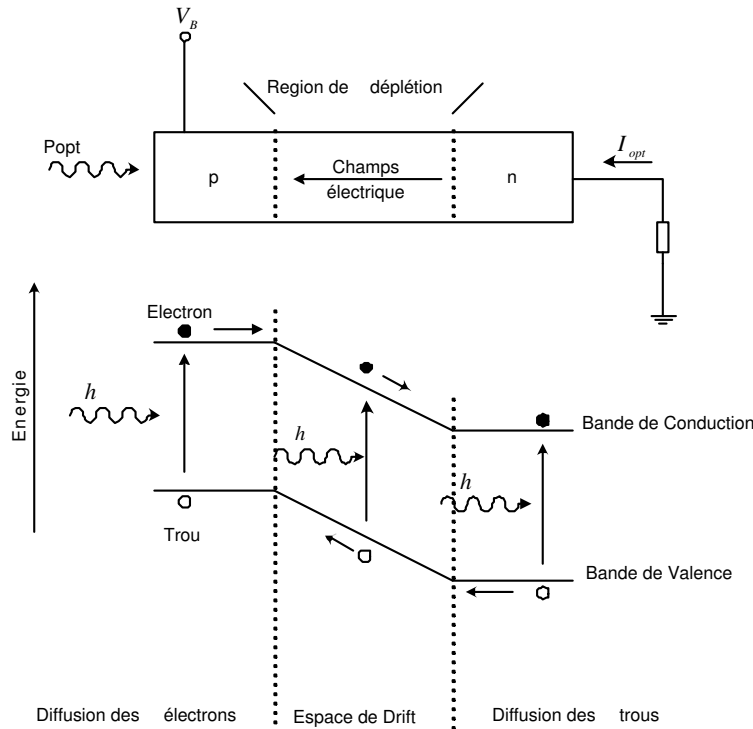 V_B
Region de déplétion
Popt
I_opt
p
Champs
électrique
n
Electron
Energie
h
Bande de Conduction
h
h
Trou
Bande de Valence
Diffusion des électrons
Espace de Drift
Diffusion des trous